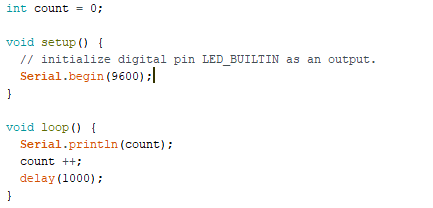 int count = 0;
void setup() {
// initialize digital pin LED_BUILTIN as an output.
Serial.begin(9600);
}
void loop() {
Serial.println(count);
count ++;
delay(1000);
}